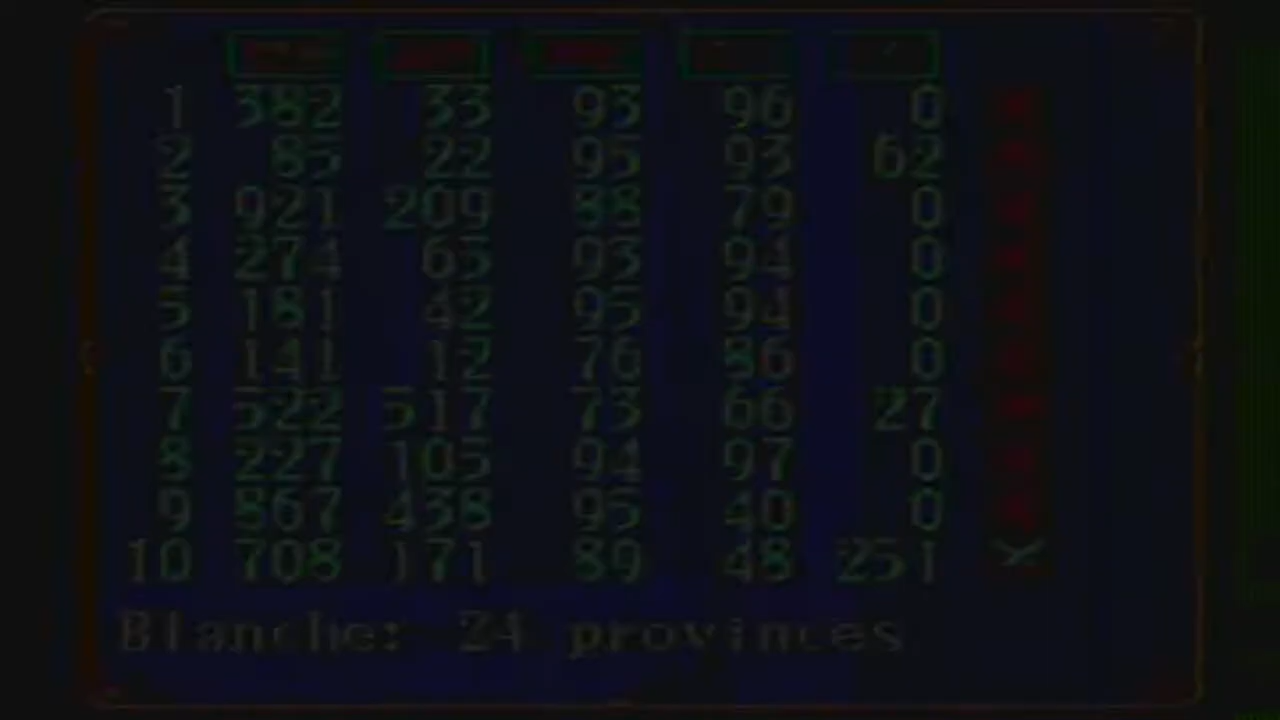 1 382 33 93 96 0
2 85 22 95 93 62
3 921 209 88 79 0
4 274 65 93 94 0
5 181 42 95 94 0
6 141 12 76 86 0
7 522 517 73 66 27
8 227 105 94 97 0
9 867 438 95 40 0
10 708 171 89 48 251
Blanche: 24 provinces